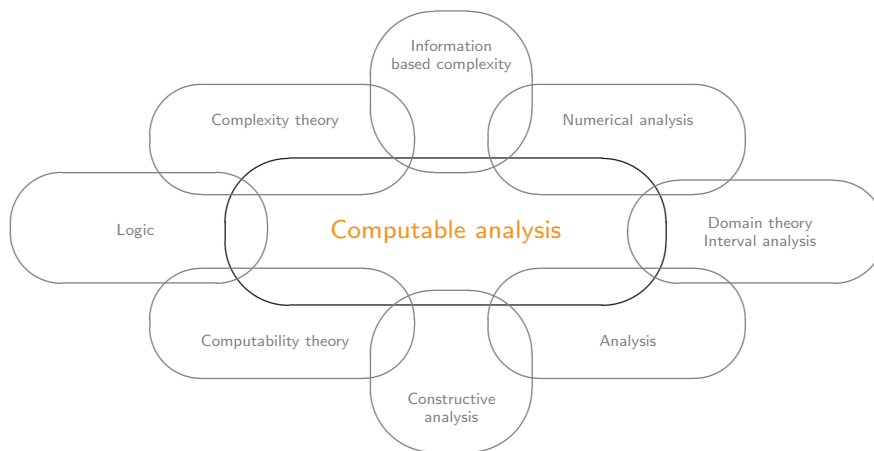 Information
based complexity
Complexity theory
Numerical analysis
Logic
Computable analysis
Domain theory
Interval analysis
Computability theory
Analysis
Constructive
analysis